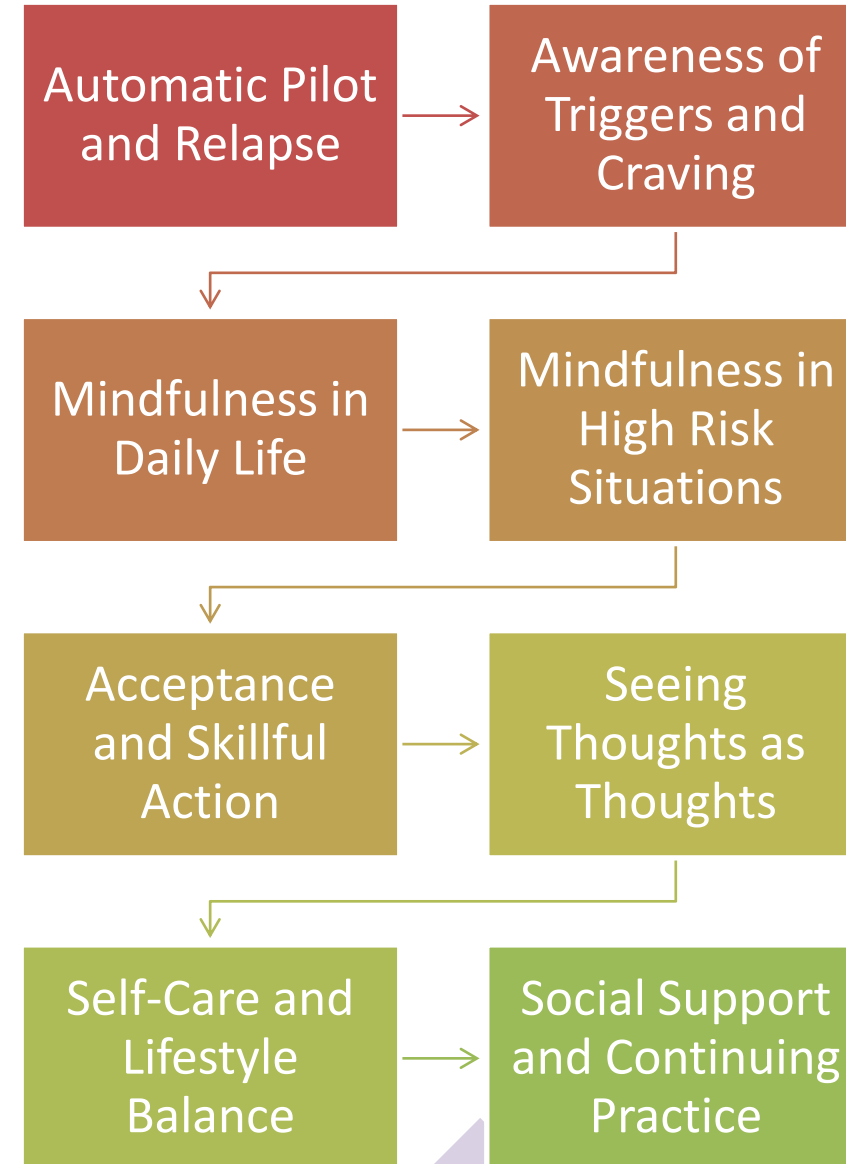 Automatic Pilot
and Relapse
Awareness of
Triggers and
Craving
Mindfulness in
Daily Life
Mindfulness in
High Risk
Situations
Acceptance
and Skillful
Action
Seeing
Thoughts as
Thoughts
Self-Care and
Lifestyle
Balance
Social Support
and Continuing
Practice